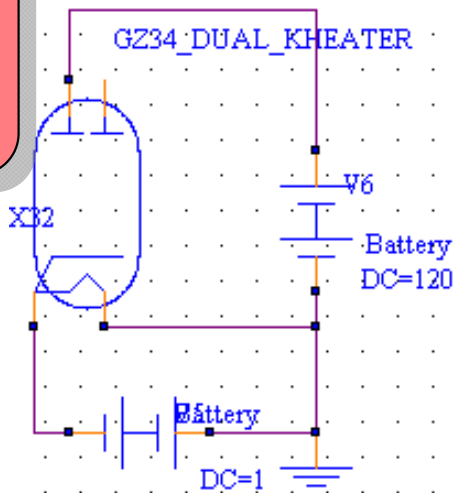 GZ34_DUAL_KHEATER
V6
X32
Battery
DC=120
Battery
DC=1